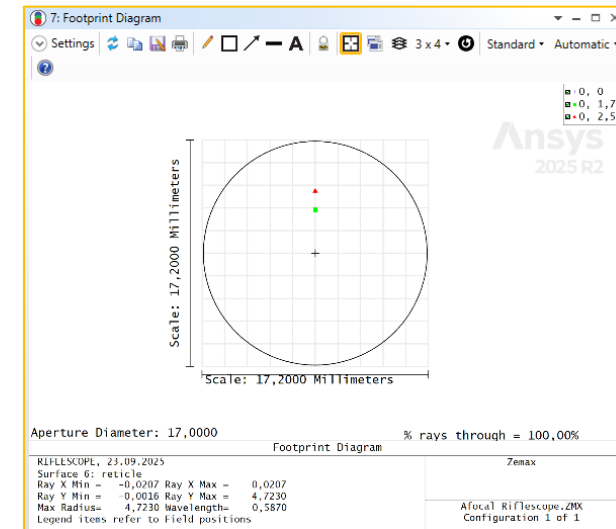 7: Footprint Diagram
Settings
3 x 4
Standard
Automatic
0, 0
0, 1,7
0, 2,5
Ansys
2025 R2
Scale: 17,2000 Millimeters
Scale: 17,2000 Millimeters
Aperture Diameter: 17,0000
% rays through = 100,00%
Footprint Diagram
RIFLESCOPE, 23.09.2025
Surface 6: reticle
Ray X Min = -0,0207 Ray X Max = 0,0207
Ray Y Min = -0,0016 Ray Y Max = 4,7230
Max Radius= 4,7230 Wavelength= 0,5870
Legend items refer to Field positions
Zemax
Afocal Riflescope.ZMX
Configuration 1 of 1